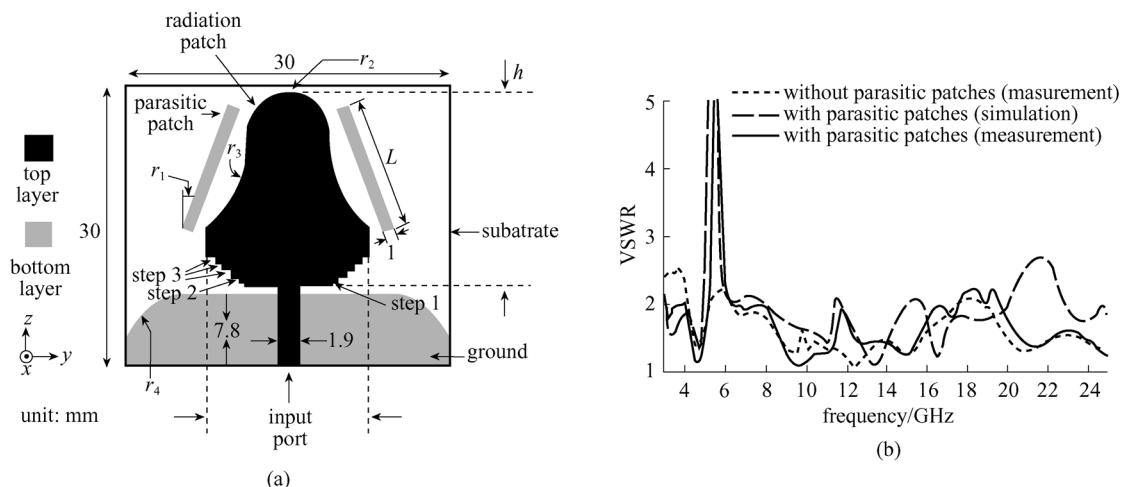 radiation
patch
30
r2
h
parasitic
patch
r3
L
r1
top
layer
30
1
subatrate
bottom
layer
step 3
step 2
step 1
z
7.8
1.9
ground
y
x
r4
unit: mm
input
port
(a)
without parasitic patches (masurement)
with parasitic patches (simulation)
with parasitic patches (measurement)
5
4
3
2
1
VSWR
4 6 8 10 12 14 16 18 20 22 24
frequency/GHz
(b)